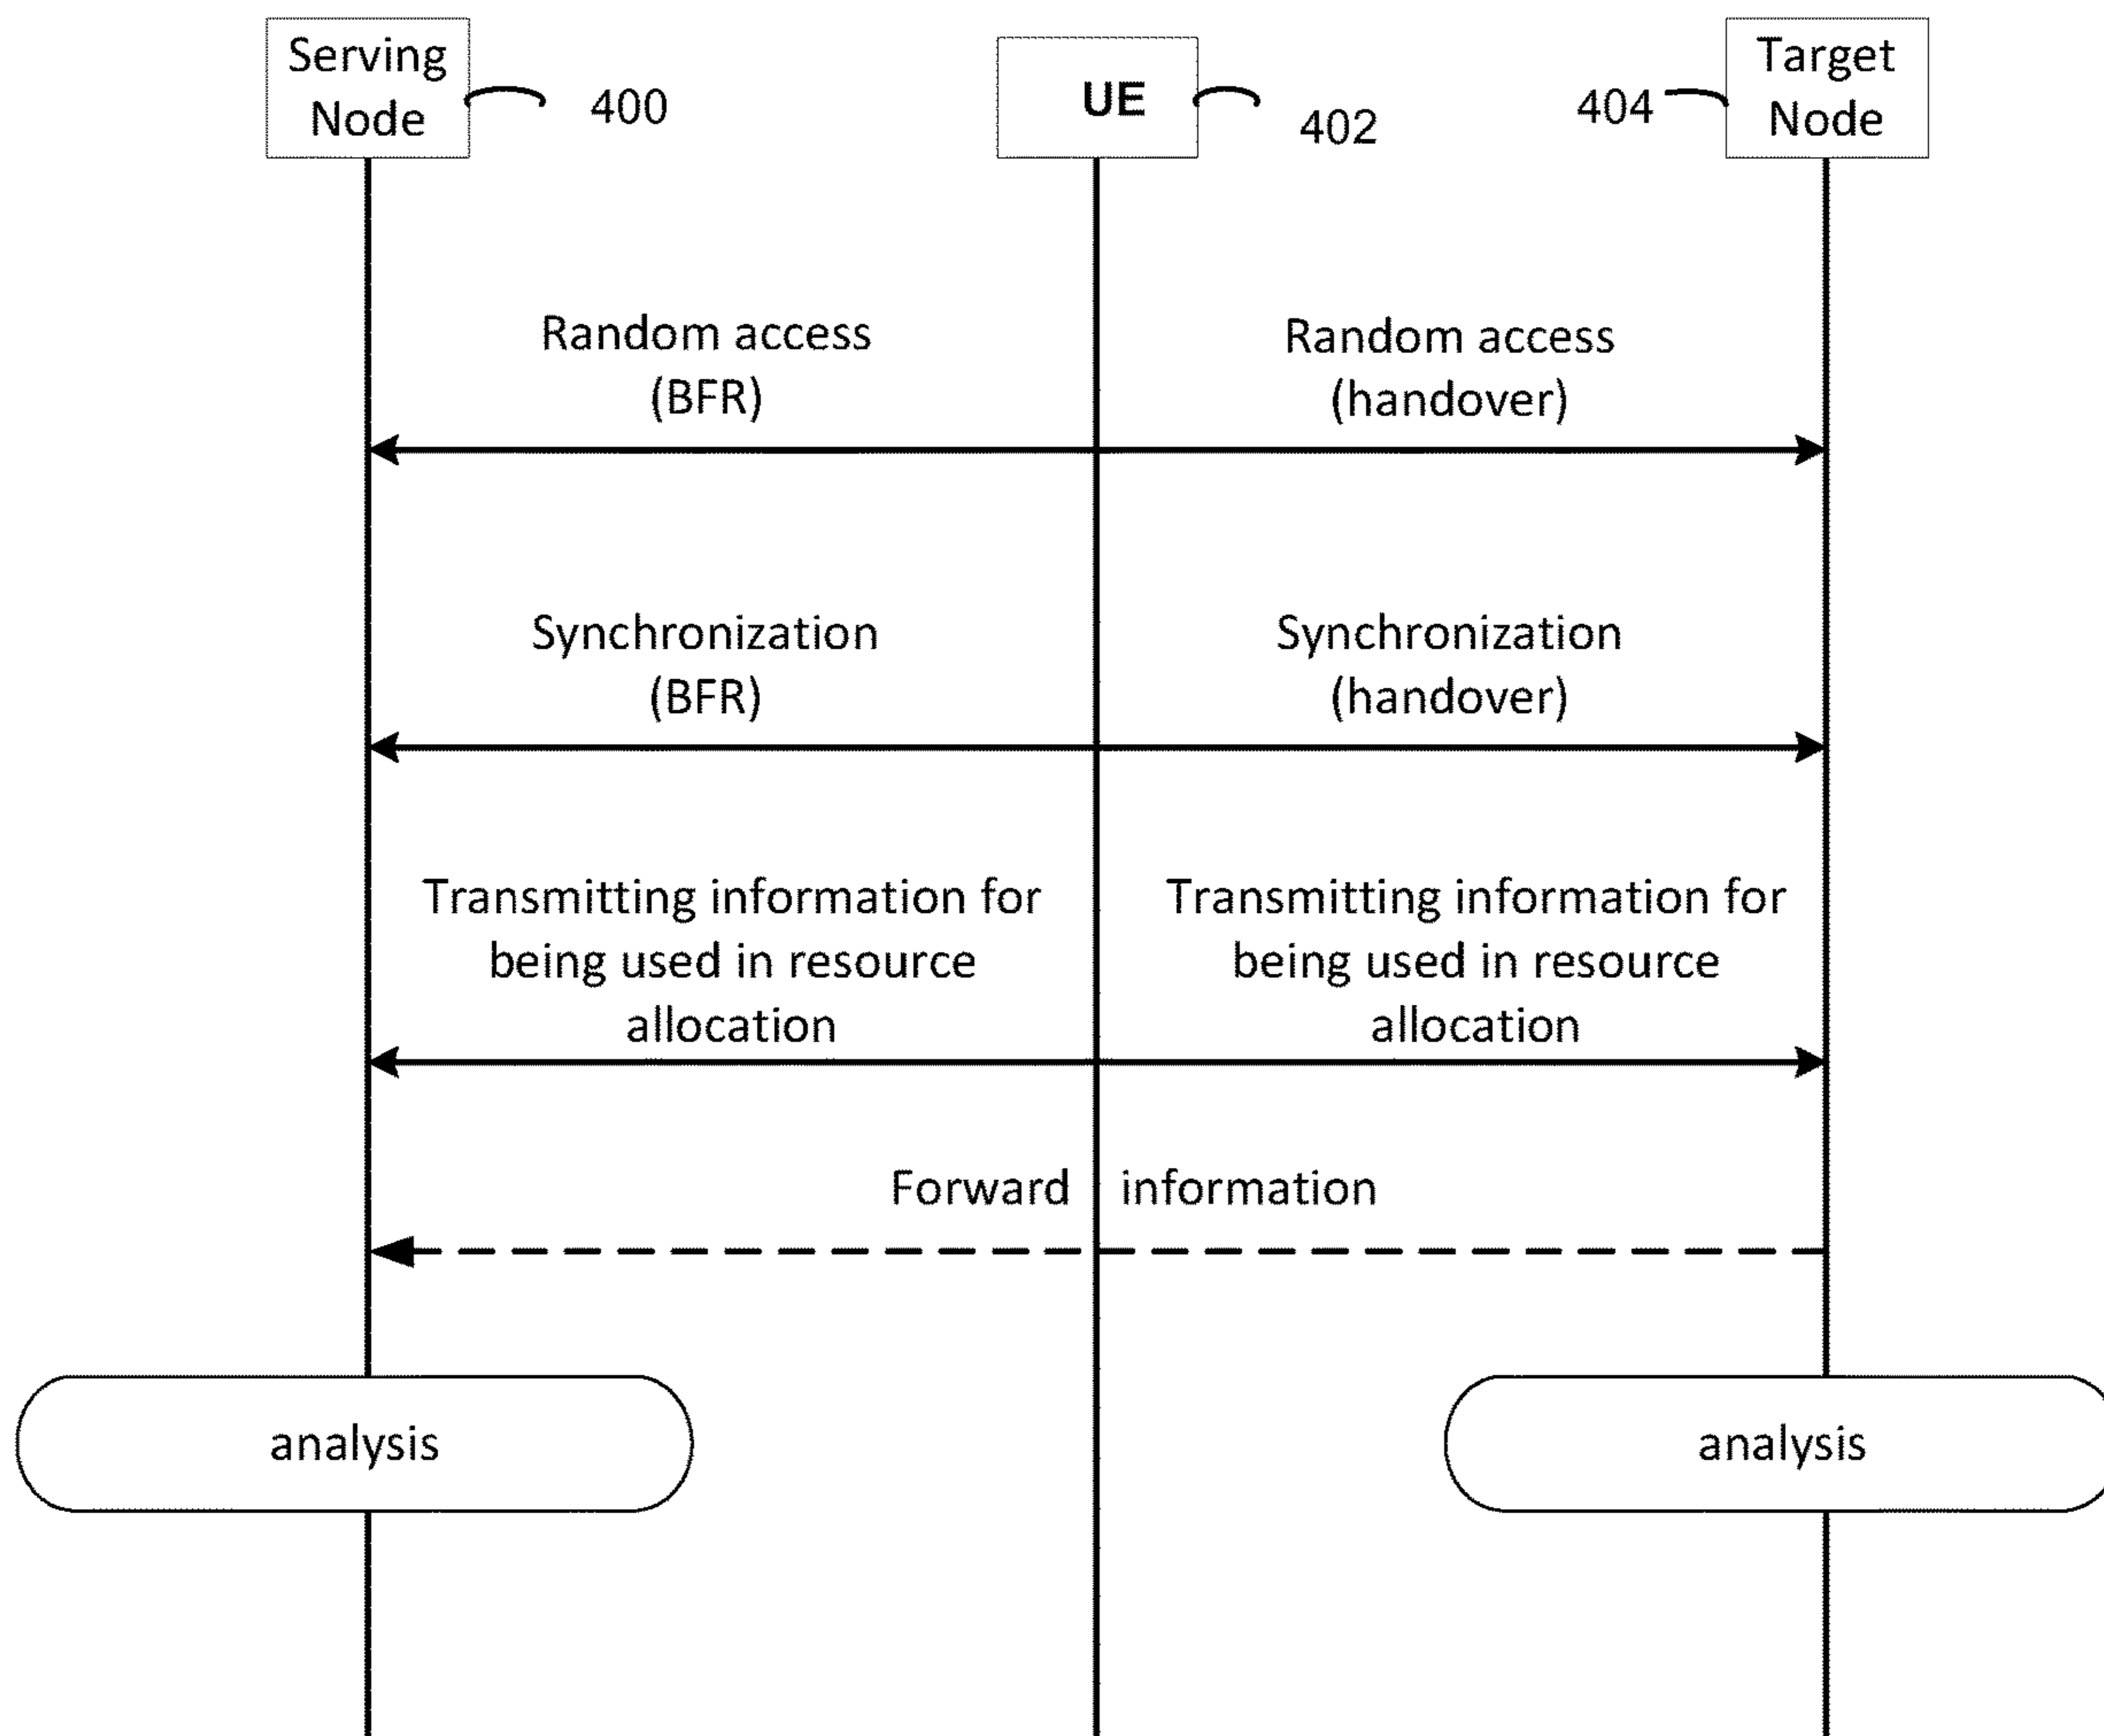 Serving
Node
400
UE
402
404
Target
Node
Random access
(BFR)
Random access
(handover)
Synchronization
(BFR)
Synchronization
(handover)
Transmitting information for
being used in resource
allocation
Transmitting information for
being used in resource
allocation
Forward information
analysis
analysis